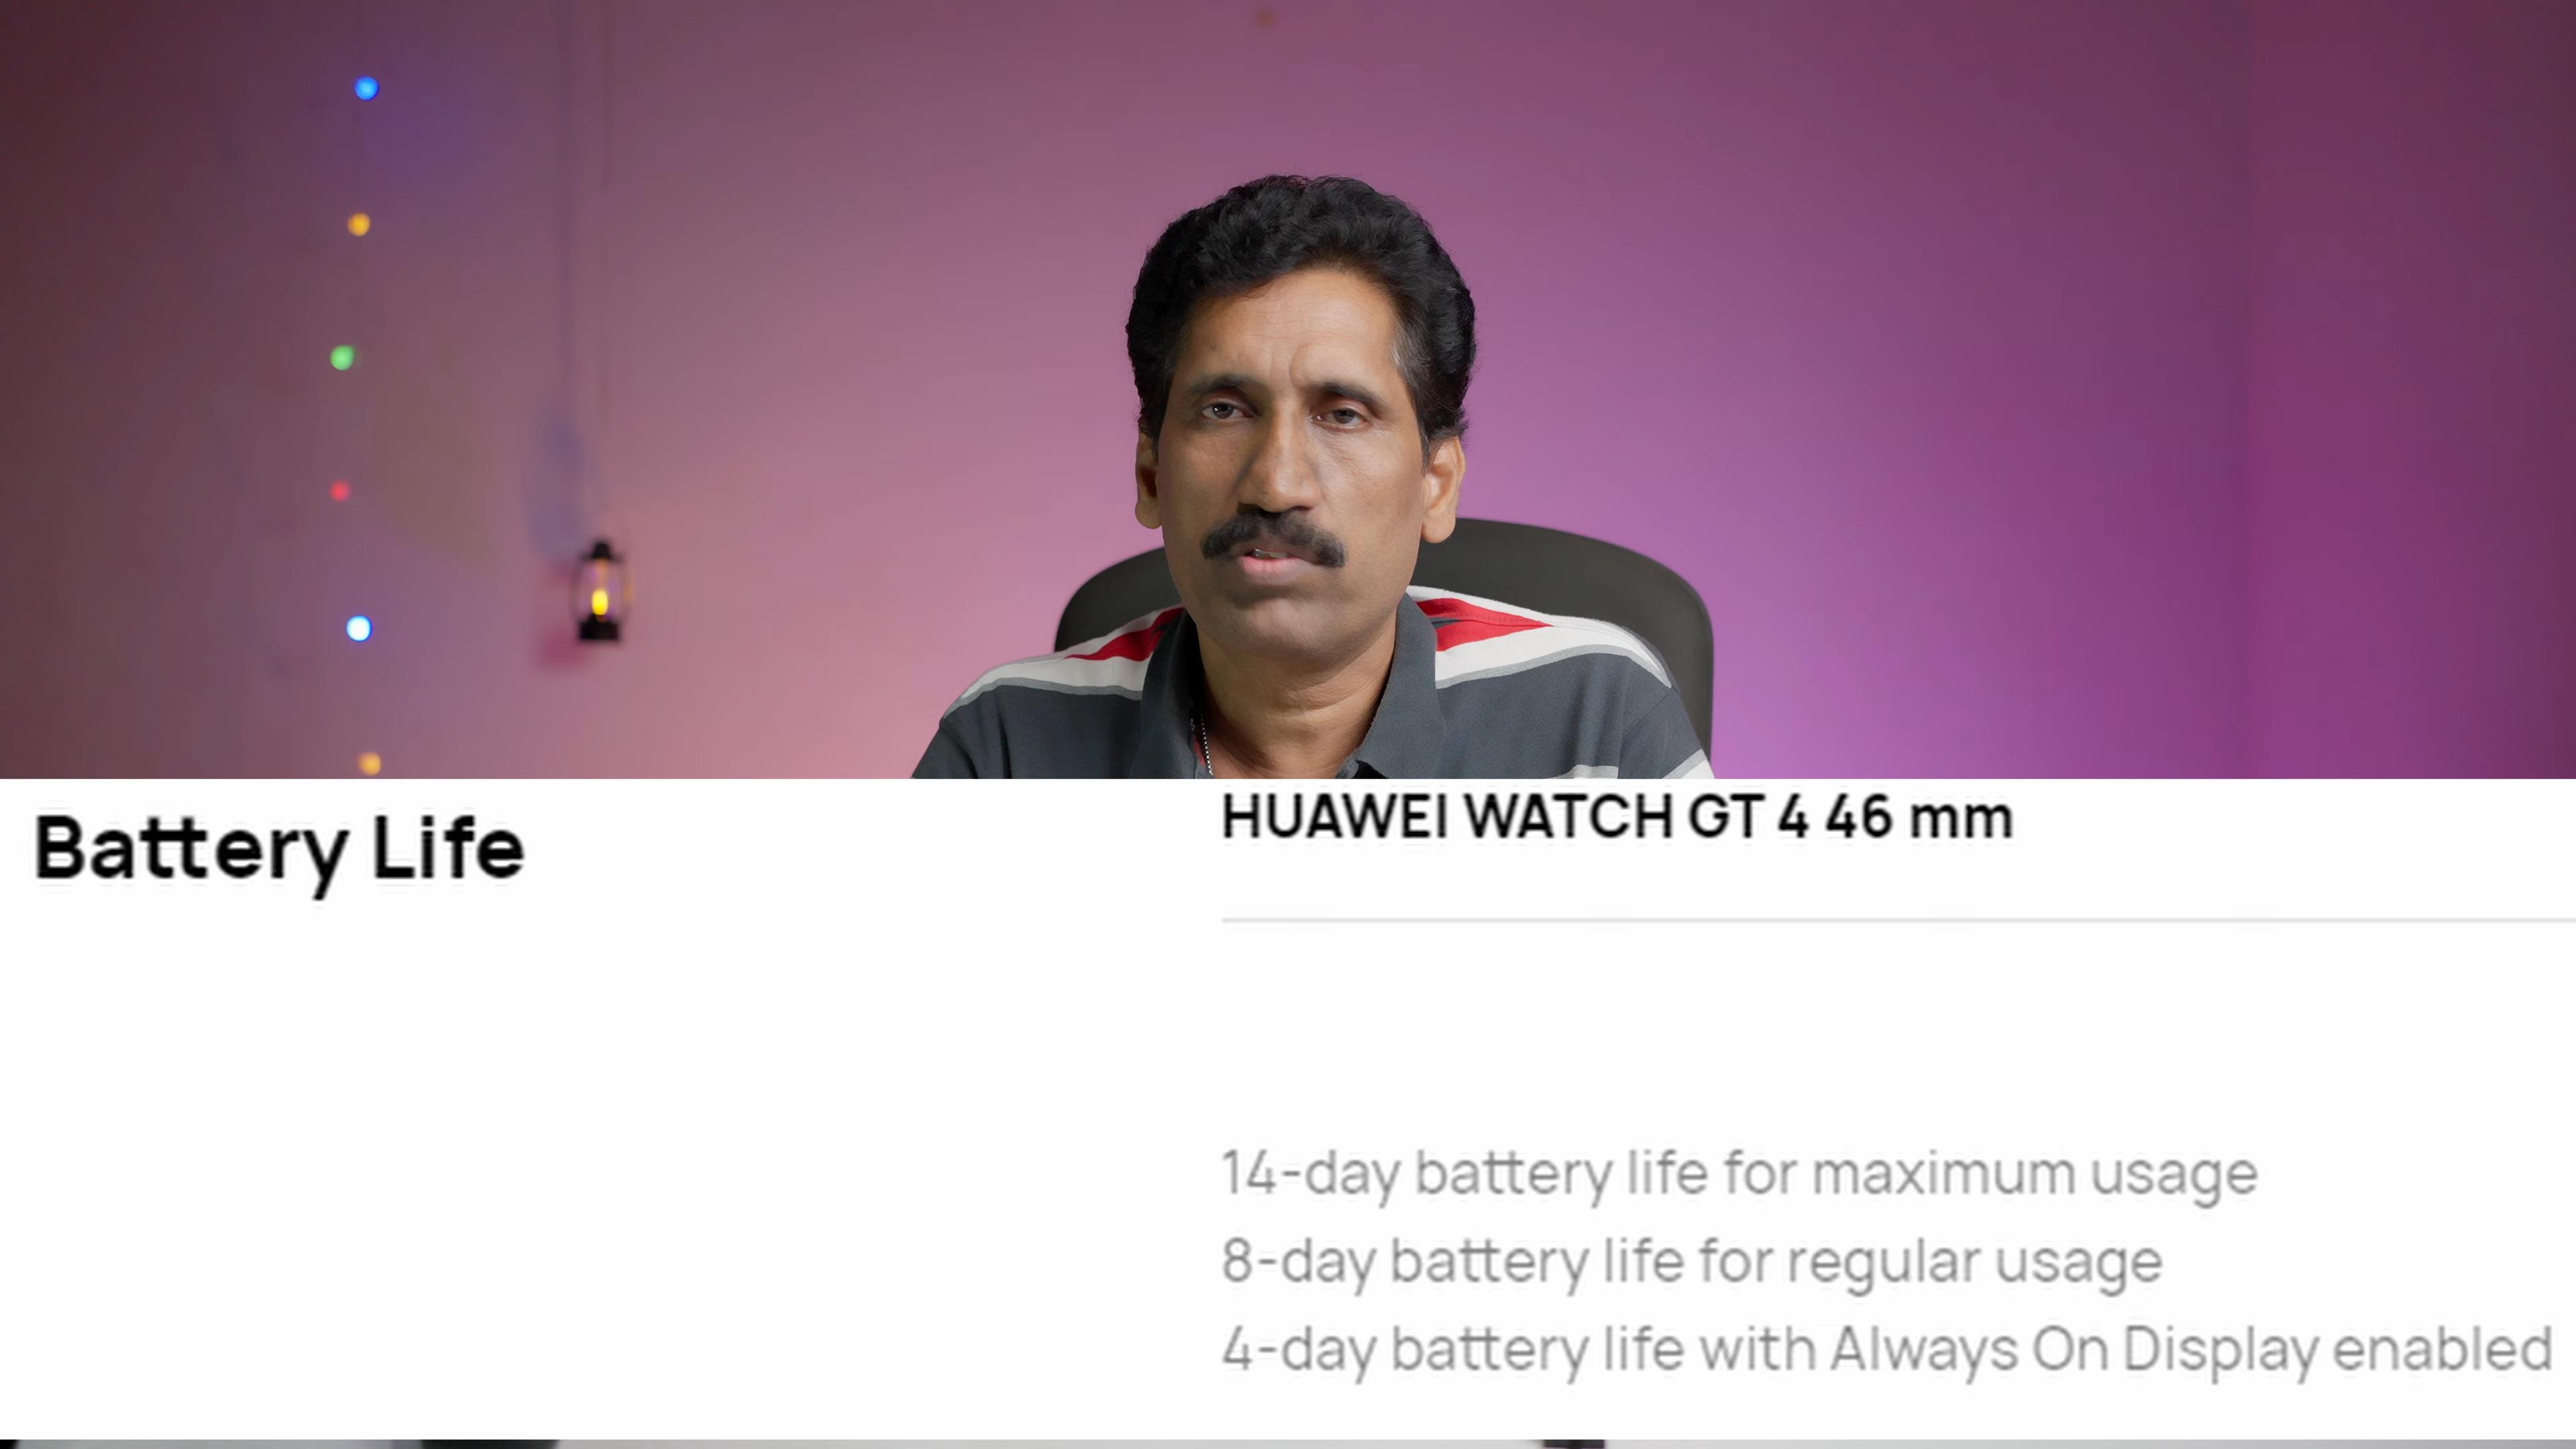 Battery Life
HUAWEI WATCH GT 4 46 mm
14-day battery life for maximum usage
8-day battery life for regular usage
4-day battery life with Always On Display enabled